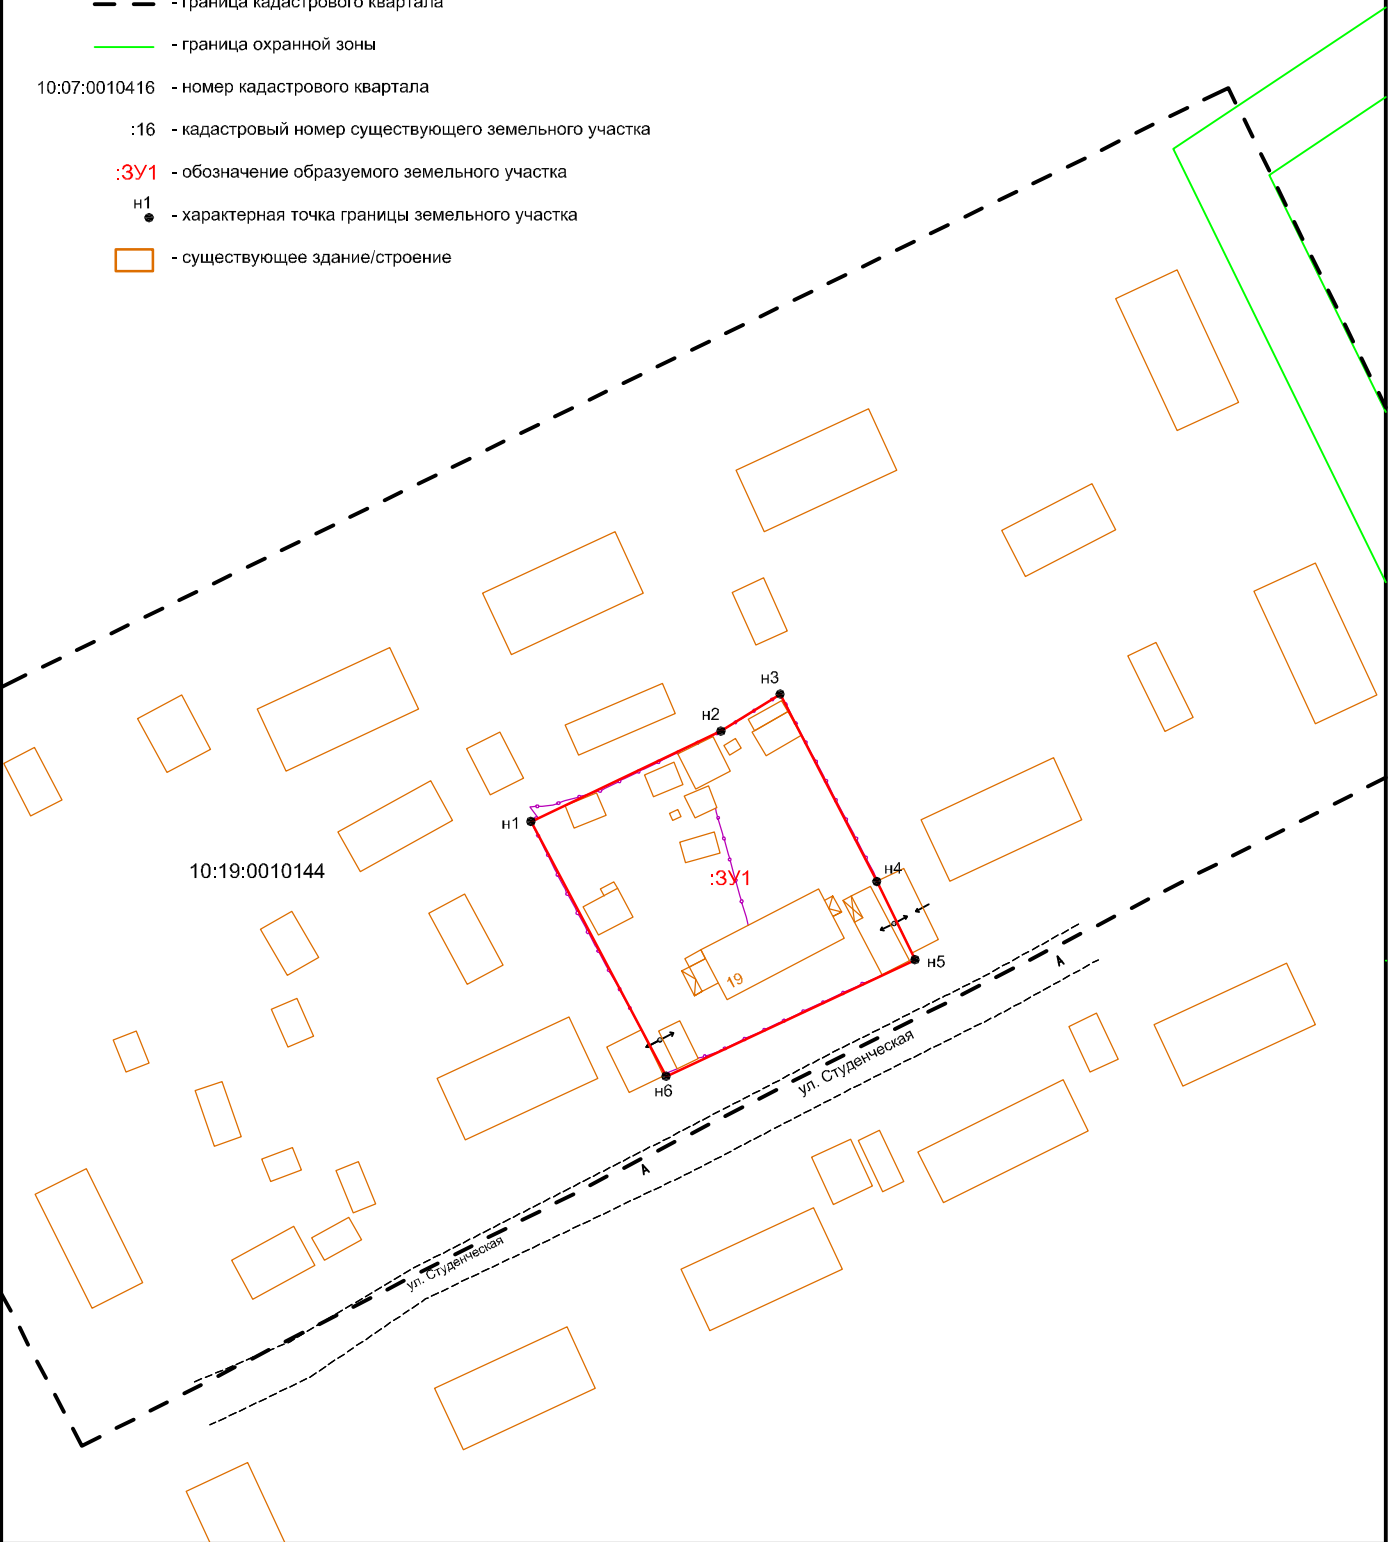 - граница кадастрового квартала
- граница охранной зоны
10:07:0010416 - номер кадастрового квартала
:16 - кадастровый номер существующего земельного участка
:ЗУ1 - обозначение образуемого земельного участка
н1
- характерная точка границы земельного участка
- существующее здание/строение
н3
н2
н1
10:19:0010144
н4
:ЗУ1
н5
А
19
н6
ул. Студенческая
А
ул. Студенческая